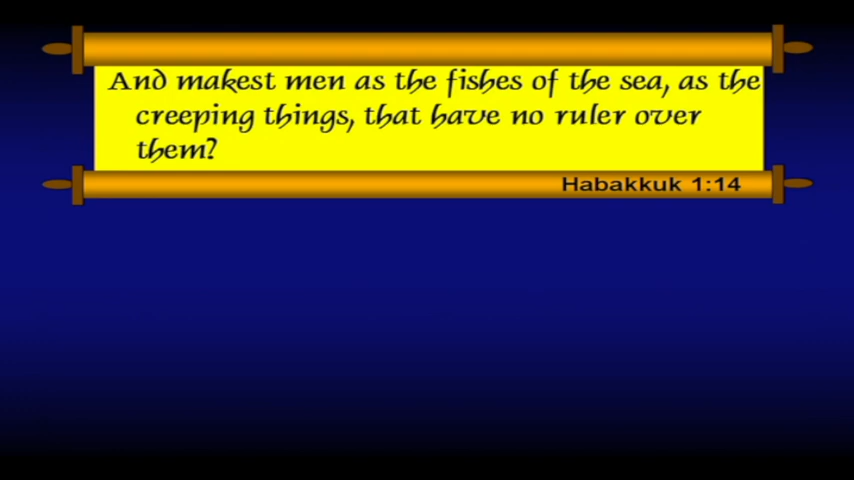 And makest men as the fishes of the sea, as the
creeping things, that have no ruler over
them?
Habakkuk 1:14